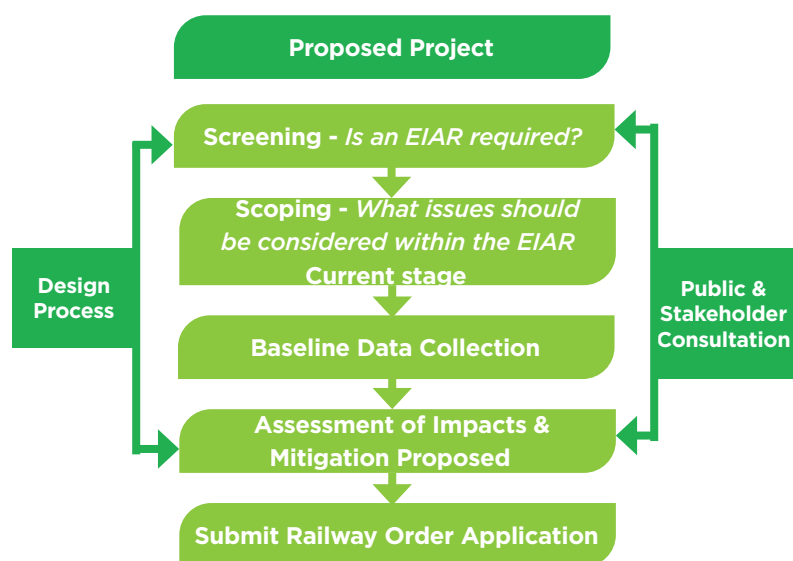 Proposed Project
Screening - Is an EIAR required?
Scoping - What issues should
be considered within the EIAR
Current stage
Design
Process
Public &
Stakeholder
Consultation
Baseline Data Collection
Assessment of Impacts &
Mitigation Proposed
Submit Railway Order Application